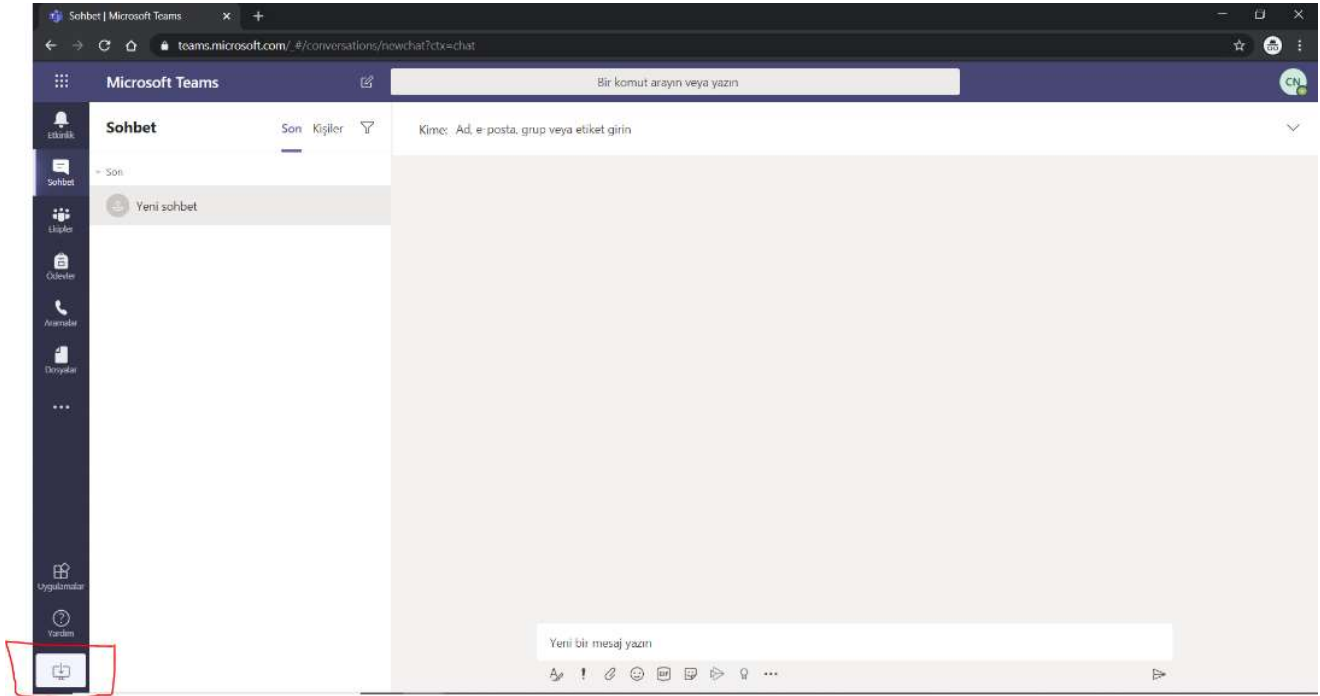 Sohbet | Microsoft Teams
teams.microsoft.com/_#/conversations/newchat?ctx=chat
Microsoft Teams
Bir komut arayın veya yazın
CN
Etkinlik
Sohbet
Ekipler
Ödevler
Aramalar
Dosyalar
Uygulamalar
Yardım
Sohbet
Son Kişiler
Son
Yeni sohbet
Kime: Ad, e-posta, grup veya etiket girin
Yeni bir mesaj yazın
GIF